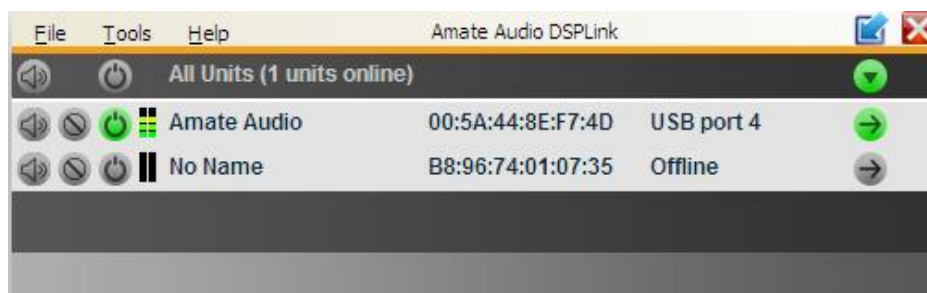 File Tools Help Amate Audio DSPLink
All Units (1 units online)
Amate Audio 00:5A:44:8E:F7:4D USB port 4
No Name B8:96:74:01:07:35 Offline